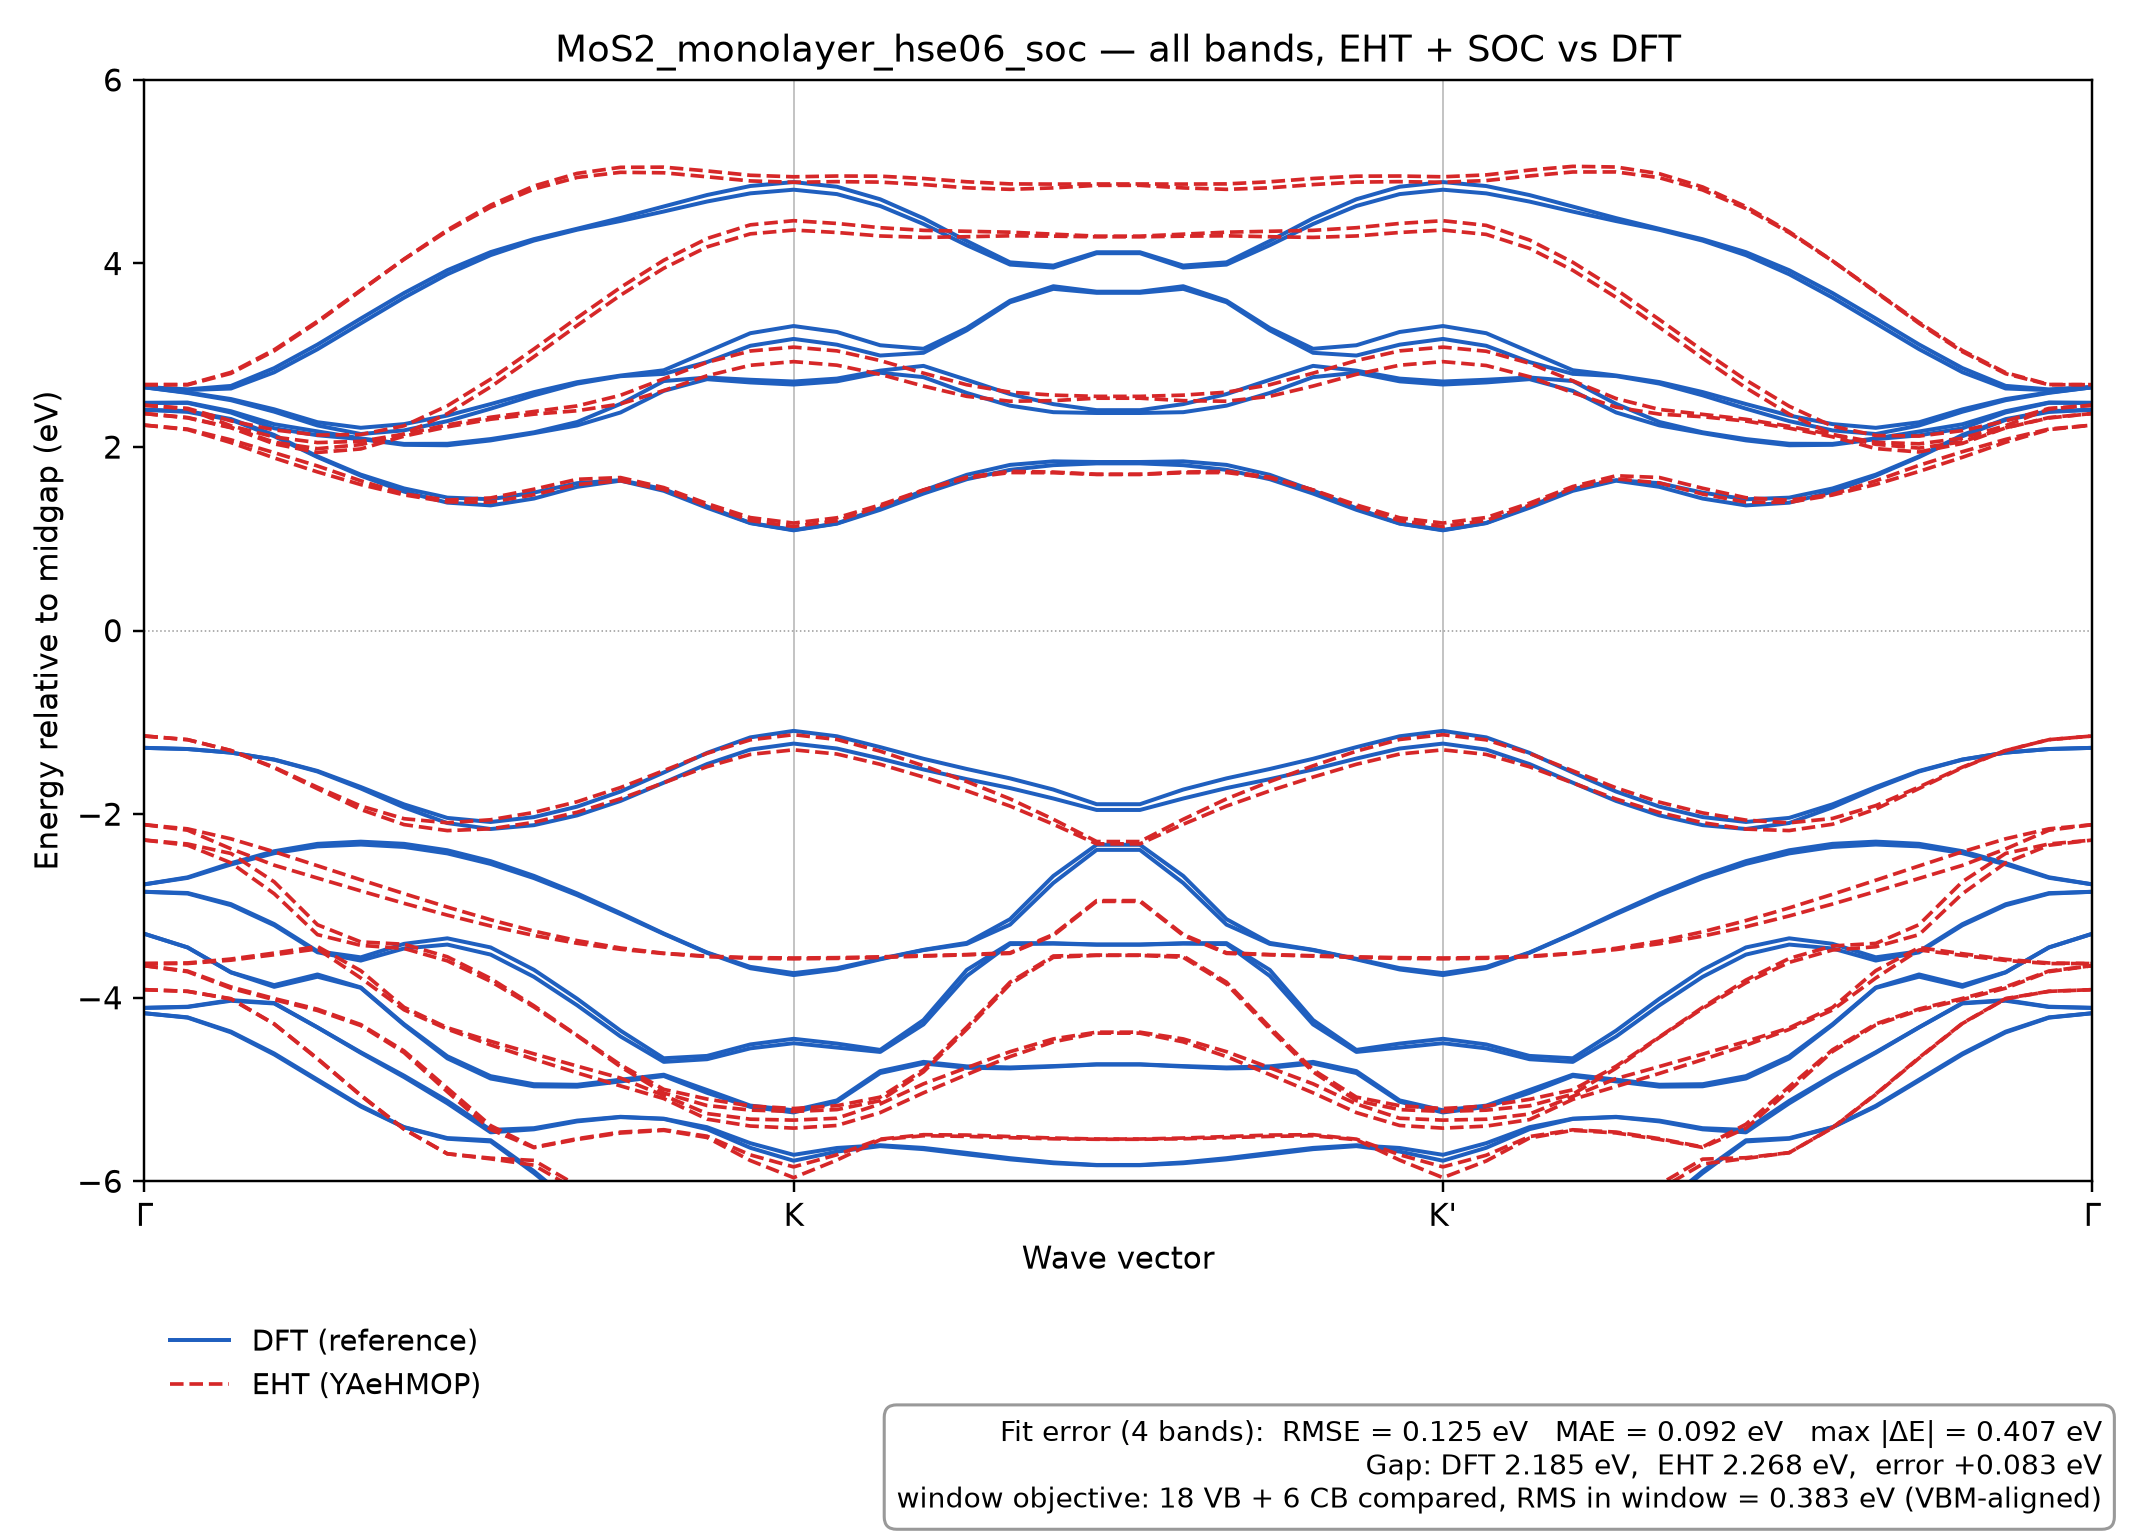 MoS2_monolayer_hse06_soc — all bands, EHT + SOC vs DFT
Energy relative to midgap (eV)
6
4
2
0
−2
−4
−6
Γ
K
K'
Γ
Wave vector
DFT (reference)
EHT (YAeHMOP)
Fit error (4 bands):  RMSE = 0.125 eV   MAE = 0.092 eV   max |ΔE| = 0.407 eV
Gap: DFT 2.185 eV,  EHT 2.268 eV,  error +0.083 eV
window objective: 18 VB + 6 CB compared, RMS in window = 0.383 eV (VBM-aligned)